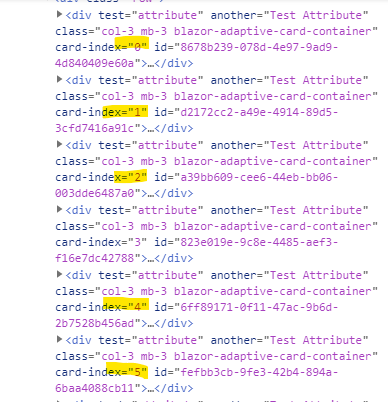 <div test="attribute" another="Test Attribute"
class="col-3 mb-3 blazor-adaptive-card-container"
card-index="0" id="8678b239-078d-4e97-9ad9-
4d840409e60a">…</div>
<div test="attribute" another="Test Attribute"
class="col-3 mb-3 blazor-adaptive-card-container"
card-index="1" id="d2172cc2-a49e-4914-89d5-
3cfd7416a91c">…</div>
<div test="attribute" another="Test Attribute"
class="col-3 mb-3 blazor-adaptive-card-container"
card-index="2" id="a39bb609-cee6-44eb-bb06-
003dde6487a0">…</div>
<div test="attribute" another="Test Attribute"
class="col-3 mb-3 blazor-adaptive-card-container"
card-index="3" id="823e019e-9c8e-4485-aef3-
f16e7dc42788">…</div>
<div test="attribute" another="Test Attribute"
class="col-3 mb-3 blazor-adaptive-card-container"
card-index="4" id="6ff89171-0f11-47ac-9b6d-
2b7528b456ad">…</div>
<div test="attribute" another="Test Attribute"
class="col-3 mb-3 blazor-adaptive-card-container"
card-index="5" id="fefbb3cb-9fe3-42b4-894a-
6baa4088cb11">…</div>